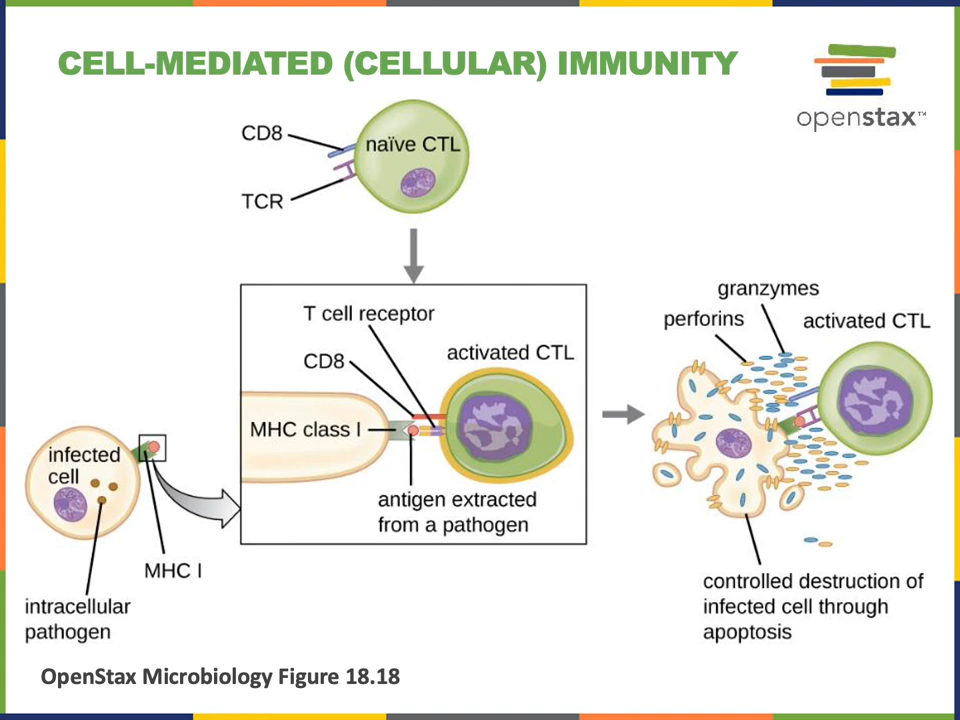 CELL-MEDIATED (CELLULAR) IMMUNITY
openstax™
CD8
naïve CTL
TCR
granzymes
perforins
activated CTL
T cell receptor
CD8
activated CTL
MHC class I
infected
cell
antigen extracted
from a pathogen
MHC I
intracellular
pathogen
controlled destruction of
infected cell through
apoptosis
OpenStax Microbiology Figure 18.18